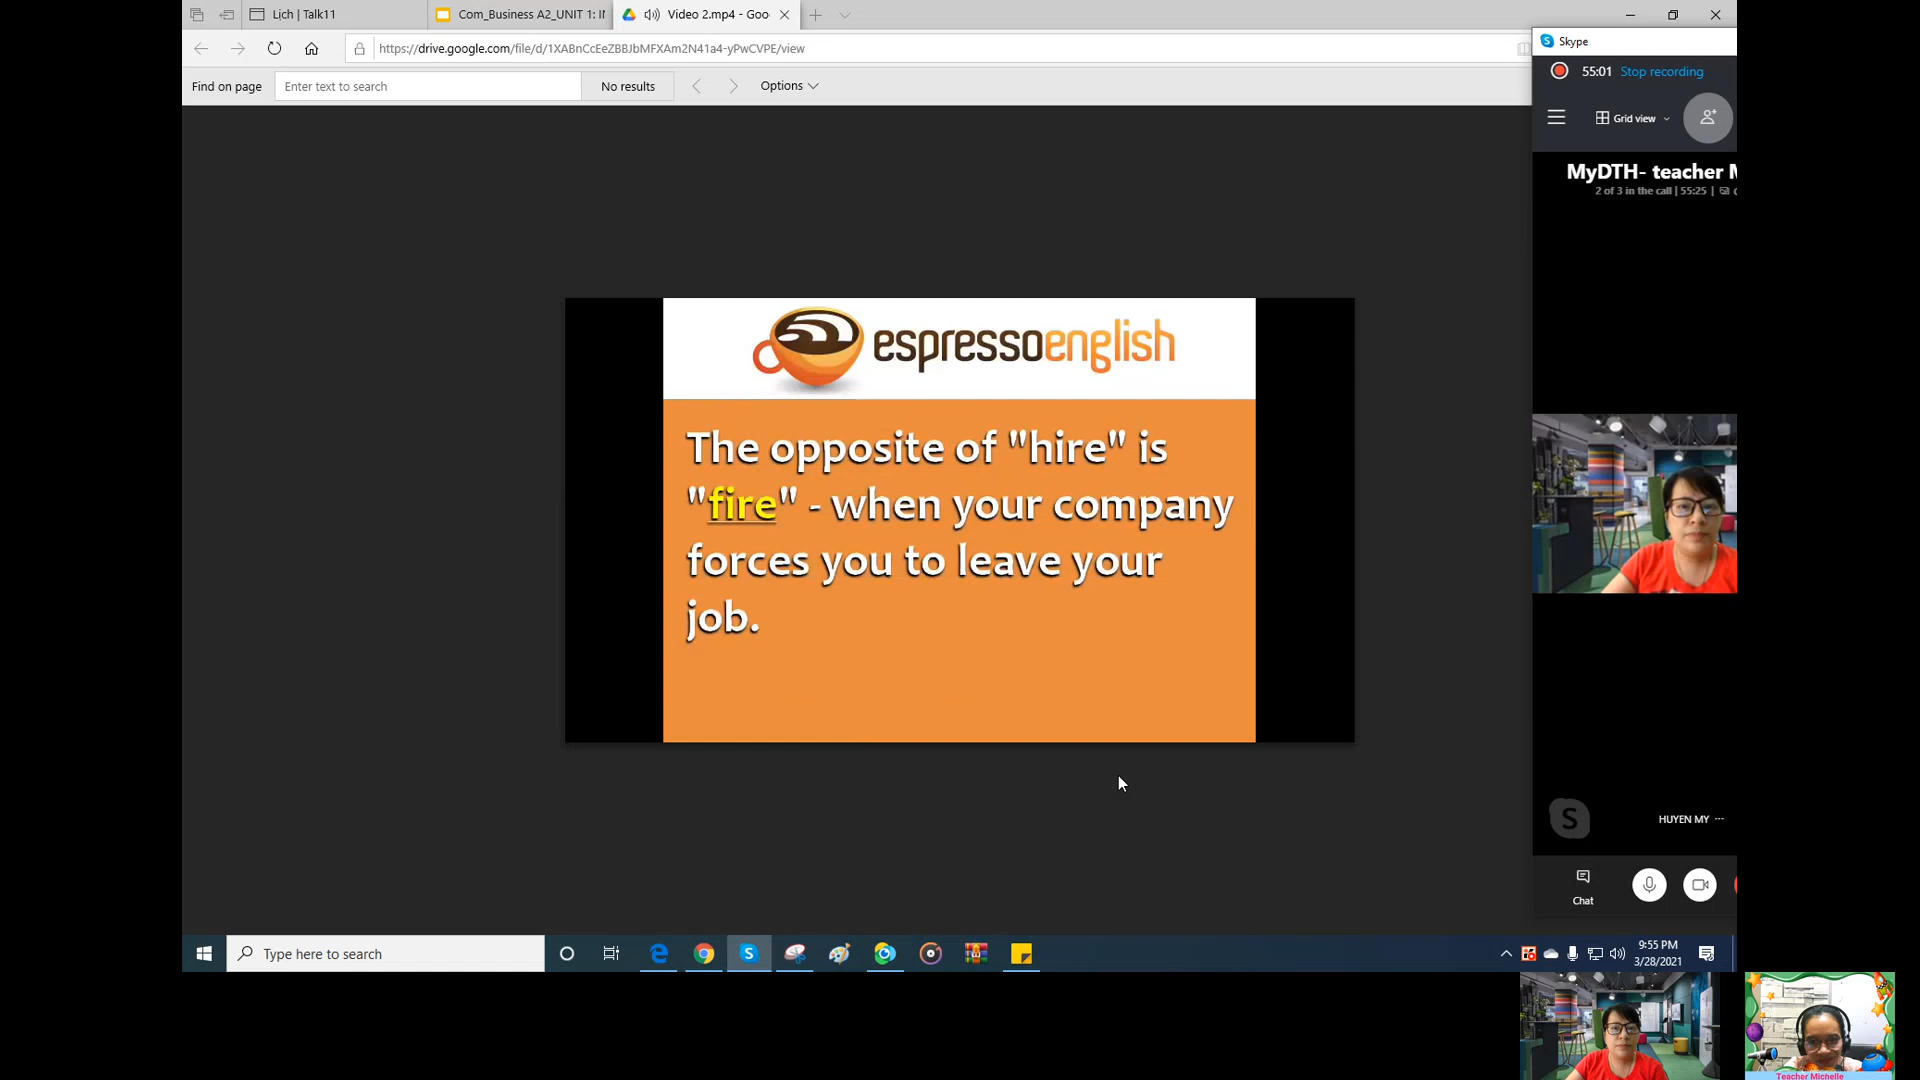 Lịch | Talk11
Com_Business A2_UNIT 1: II
Video 2.mp4 - Goo
https://drive.google.com/file/d/1XABnCcEeZBBJbMFXAm2N41a4-yPwCVPE/view
Find on page
Enter text to search
No results
Options
Skype
55:01 Stop recording
Grid view
MyDTH- teacher M
2 of 3 in the call | 55:25 |
espressoenglish
The opposite of "hire" is
"fire" - when your company
forces you to leave your
job.
HUYEN MY ...
Chat
Type here to search
9:55 PM
3/28/2021
Teacher Michelle